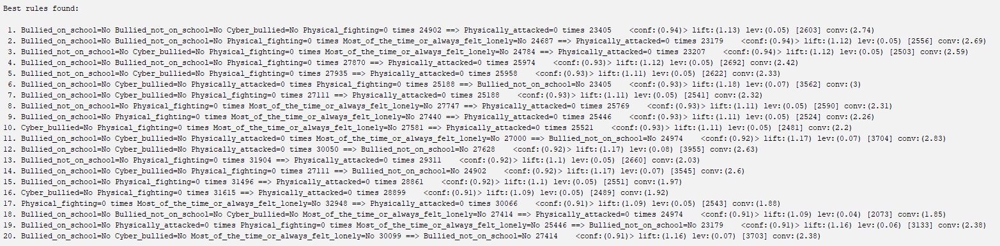 Best rules found:
1. Bullied_on_school=No Bullied_not_on_school=No Cyber_bullied=No Physical_fighting=0 times 24902 ==> Physically_attacked=0 times 23405 <conf:(0.94)> lift:(1.13) lev:(0.05) [2603] conv:(2.74)
2. Bullied_on_school=No Bullied_not_on_school=No Physical_fighting=0 times Most_of_the_time_or_always_felt_lonely=No 24687 ==> Physically_attacked=0 times 23179 <conf:(0.94)> lift:(1.12) lev:(0.05) [2556] conv:(2.69)
3. Bullied_not_on_school=No Cyber_bullied=No Physical_fighting=0 times Most_of_the_time_or_always_felt_lonely=No 24784 ==> Physically_attacked=0 times 23207 <conf:(0.94)> lift:(1.12) lev:(0.05) [2503] conv:(2.59)
4. Bullied_on_school=No Bullied_not_on_school=No Physical_fighting=0 times 27870 ==> Physically_attacked=0 times 25974 <conf:(0.93)> lift:(1.12) lev:(0.05) [2692] conv:(2.42)
5. Bullied_not_on_school=No Cyber_bullied=No Physical_fighting=0 times 27935 ==> Physically_attacked=0 times 25958 <conf:(0.93)> lift:(1.11) lev:(0.05) [2622] conv:(2.33)
6. Bullied_on_school=No Cyber_bullied=No Physically_attacked=0 times Physical_fighting=0 times 25188 ==> Bullied_not_on_school=No 23405 <conf:(0.93)> lift:(1.18) lev:(0.07) [3562] conv:(3)
7. Bullied_on_school=No Cyber_bullied=No Physical_fighting=0 times 27111 ==> Physically_attacked=0 times 25188 <conf:(0.93)> lift:(1.11) lev:(0.05) [2541] conv:(2.32)
8. Bullied_not_on_school=No Physical_fighting=0 times Most_of_the_time_or_always_felt_lonely=No 27747 ==> Physically_attacked=0 times 25769 <conf:(0.93)> lift:(1.11) lev:(0.05) [2590] conv:(2.31)
9. Bullied_on_school=No Physical_fighting=0 times Most_of_the_time_or_always_felt_lonely=No 27440 ==> Physically_attacked=0 times 25446 <conf:(0.93)> lift:(1.11) lev:(0.05) [2524] conv:(2.26)
10. Cyber_bullied=No Physical_fighting=0 times Most_of_the_time_or_always_felt_lonely=No 27581 ==> Physically_attacked=0 times 25521 <conf:(0.93)> lift:(1.11) lev:(0.05) [2481] conv:(2.2)
11. Bullied_on_school=No Cyber_bullied=No Physically_attacked=0 times Most_of_the_time_or_always_felt_lonely=No 27000 ==> Bullied_not_on_school=No 24974 <conf:(0.92)> lift:(1.17) lev:(0.07) [3704] conv:(2.83)
12. Bullied_on_school=No Cyber_bullied=No Physically_attacked=0 times 30050 ==> Bullied_not_on_school=No 27628 <conf:(0.92)> lift:(1.17) lev:(0.08) [3955] conv:(2.63)
13. Bullied_not_on_school=No Physical_fighting=0 times 31904 ==> Physically_attacked=0 times 29311 <conf:(0.92)> lift:(1.1) lev:(0.05) [2660] conv:(2.03)
14. Bullied_on_school=No Cyber_bullied=No Physical_fighting=0 times 27111 ==> Bullied_not_on_school=No 24902 <conf:(0.92)> lift:(1.17) lev:(0.07) [3545] conv:(2.6)
15. Bullied_on_school=No Physical_fighting=0 times 31496 ==> Physically_attacked=0 times 28861 <conf:(0.92)> lift:(1.1) lev:(0.05) [2551] conv:(1.97)
16. Cyber_bullied=No Physical_fighting=0 times 31615 ==> Physically_attacked=0 times 28899 <conf:(0.91)> lift:(1.09) lev:(0.05) [2489] conv:(1.92)
17. Physical_fighting=0 times Most_of_the_time_or_always_felt_lonely=No 32948 ==> Physically_attacked=0 times 30066 <conf:(0.91)> lift:(1.09) lev:(0.05) [2543] conv:(1.88)
18. Bullied_on_school=No Bullied_not_on_school=No Cyber_bullied=No Most_of_the_time_or_always_felt_lonely=No 27414 ==> Physically_attacked=0 times 24974 <conf:(0.91)> lift:(1.09) lev:(0.04) [2073] conv:(1.85)
19. Bullied_on_school=No Physically_attacked=0 times Physical_fighting=0 times Most_of_the_time_or_always_felt_lonely=No 25446 ==> Bullied_not_on_school=No 23179 <conf:(0.91)> lift:(1.16) lev:(0.06) [3133] conv:(2.38)
20. Bullied_on_school=No Cyber_bullied=No Most_of_the_time_or_always_felt_lonely=No 30099 ==> Bullied_not_on_school=No 27414 <conf:(0.91)> lift:(1.16) lev:(0.07) [3703] conv:(2.38)